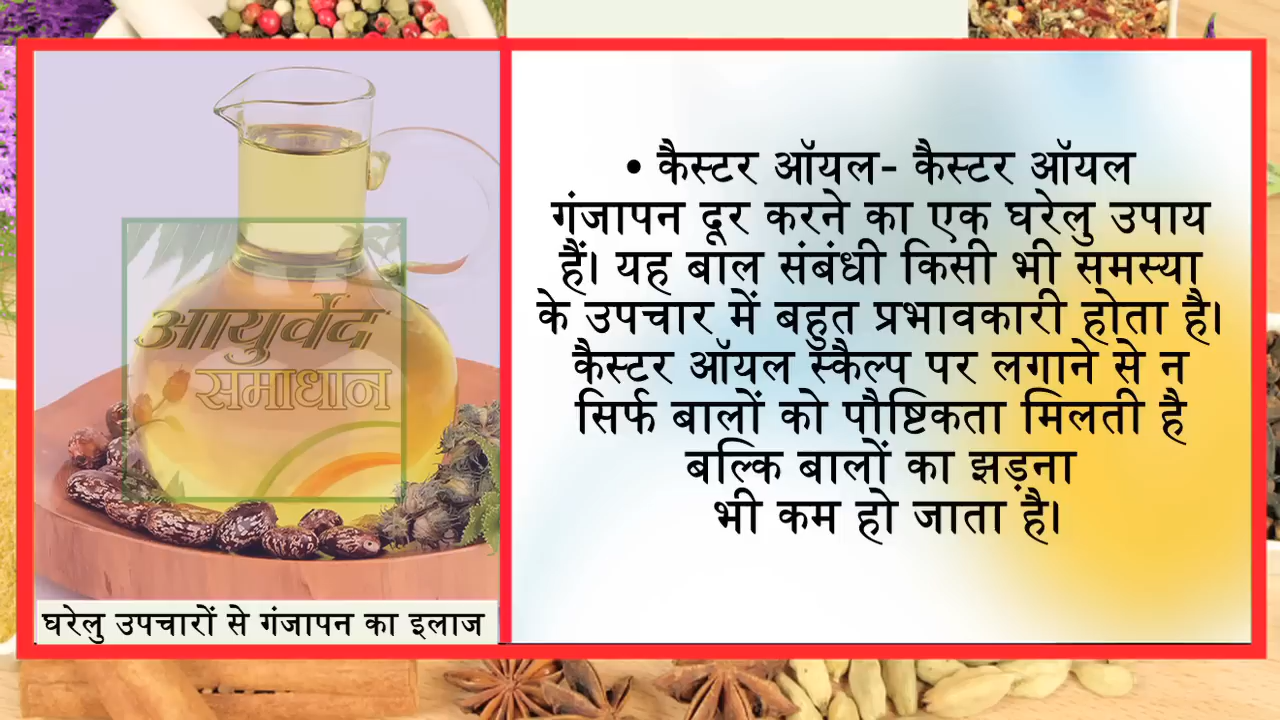 • कैस्टर ऑयल- कैस्टर ऑयल
गंजापन दूर करने का एक घरेलु उपाय
हैं। यह बाल संबंधी किसी भी समस्या
के उपचार में बहुत प्रभावकारी होता है।
कैस्टर ऑयल स्कैल्प पर लगाने से न
सिर्फ बालों को पौष्टिकता मिलती है
बल्कि बालों का झड़ना
भी कम हो जाता है।
आयुर्वेद
समाधान
घरेलु उपचारों से गंजापन का इलाज